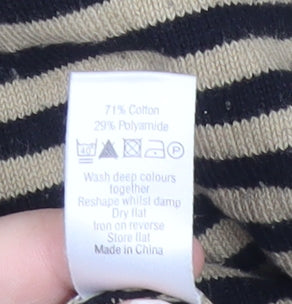 71% Cotton
29% Polyamide
40 P
Wash deep colours
together
Reshape whilst damp
Dry flat
Iron on reverse
Store flat
Made in China